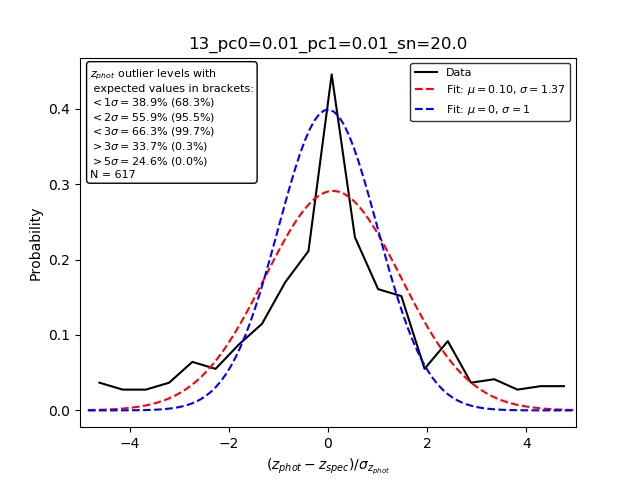 13_pc0=0.01_pc1=0.01_sn=20.0
z_phot outlier levels with
expected values in brackets:
<1σ=38.9% (68.3%)
<2σ=55.9% (95.5%)
<3σ=66.3% (99.7%)
>3σ=33.7% (0.3%)
>5σ=24.6% (0.0%)
N = 617
Data
Fit: μ=0.10, σ=1.37
Fit: μ=0, σ=1
Probability
0.4
0.3
0.2
0.1
0.0
−4 −2 0 2 4
(z_phot − z_spec)/σ_z_phot